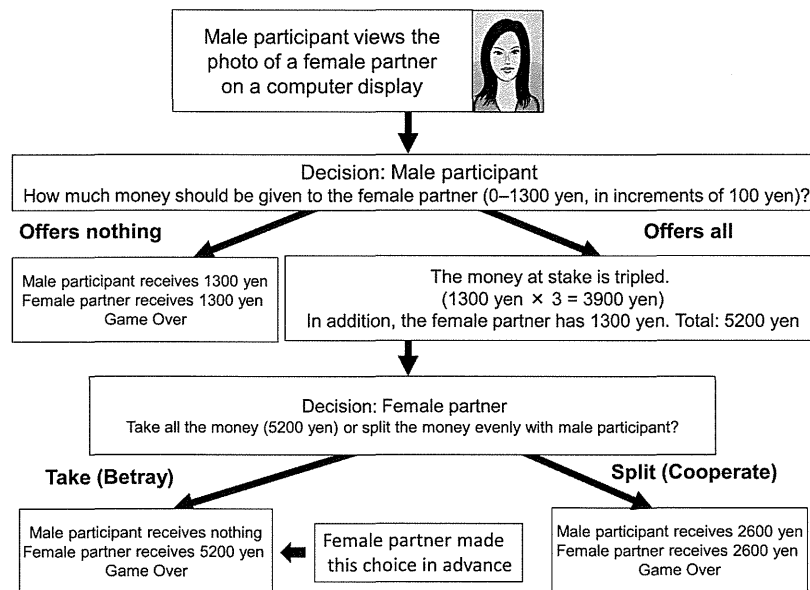 Male participant views the
photo of a female partner
on a computer display
Decision: Male participant
How much money should be given to the female partner (0–1300 yen, in increments of 100 yen)?
Offers nothing
Offers all
Male participant receives 1300 yen
Female partner receives 1300 yen
Game Over
The money at stake is tripled.
(1300 yen × 3 = 3900 yen)
In addition, the female partner has 1300 yen. Total: 5200 yen
Decision: Female partner
Take all the money (5200 yen) or split the money evenly with male participant?
Take (Betray)
Split (Cooperate)
Male participant receives nothing
Female partner receives 5200 yen
Game Over
Female partner made
this choice in advance
Male participant receives 2600 yen
Female partner receives 2600 yen
Game Over